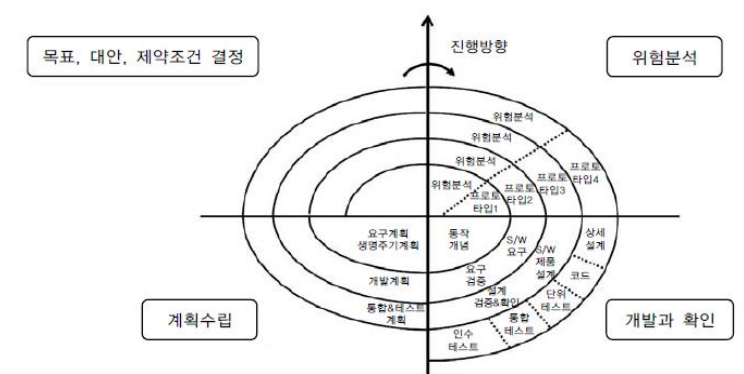 진행방향
목표, 대안, 제약조건 결정
위험분석
위험분석
위험분석
위험분석
위험분석
프로토
타입1
프로토
타입2
프로토
타입3
프로토
타입4
요구계획
생명주기계획
동작
개념
S/W
요구
S/W
제품
설계
상세
설계
개발계획
요구
검증
코드
통합&테스트
계획
설계
검증&확인
단위
테스트
통합
테스트
인수
테스트
계획수립
개발과 확인